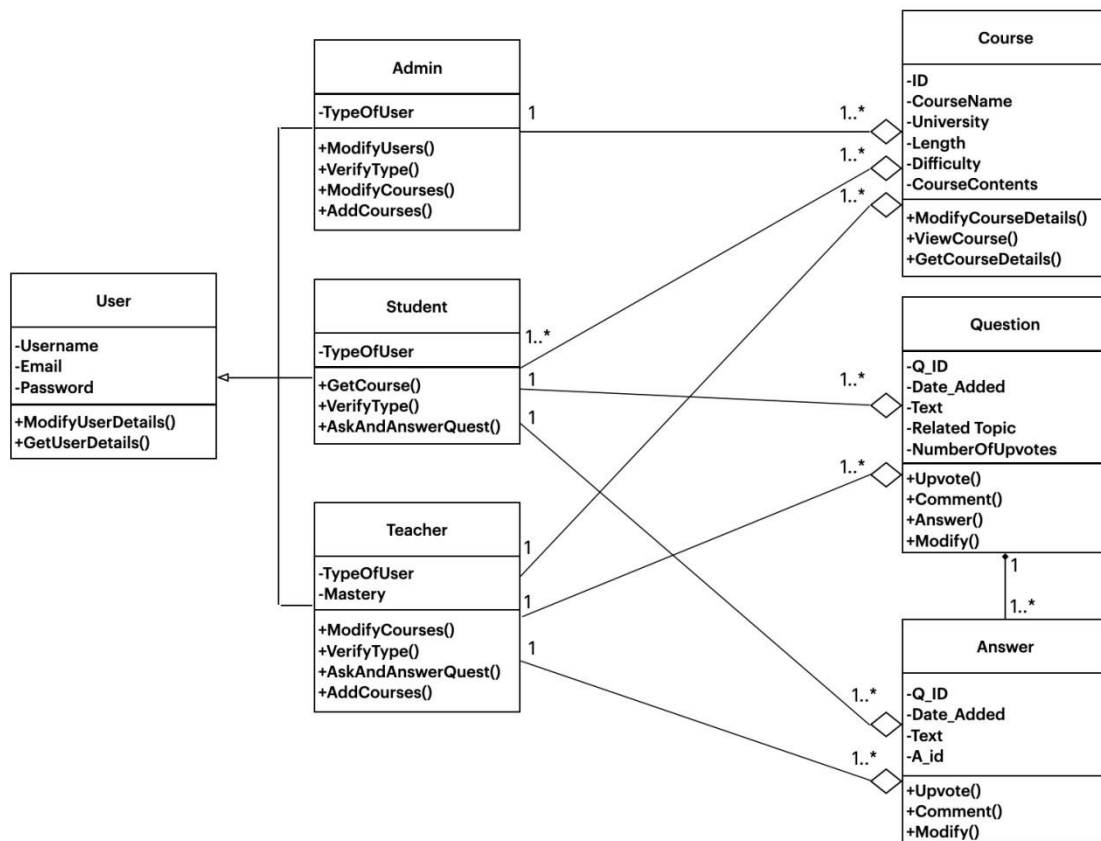 Admin
-TypeOfUser
+ModifyUsers()
+VerifyType()
+ModifyCourses()
+AddCourses()
User
-Username
-Email
-Password
+ModifyUserDetails()
+GetUserDetails()
Student
-TypeOfUser
+GetCourse()
+VerifyType()
+AskAndAnswerQuest()
Teacher
-TypeOfUser
-Mastery
+ModifyCourses()
+VerifyType()
+AskAndAnswerQuest()
+AddCourses()
1
1..*
1..*
1..*
1..*
1
1..*
1
1..*
1
1
1
1..*
1..*
Course
-ID
-CourseName
-University
-Length
-Difficulty
-CourseContents
+ModifyCourseDetails()
+ViewCourse()
+GetCourseDetails()
Question
-Q_ID
-Date_Added
-Text
-Related Topic
-NumberOfUpvotes
+Upvote()
+Comment()
+Answer()
+Modify()
1
1..*
Answer
-Q_ID
-Date_Added
-Text
-A_id
+Upvote()
+Comment()
+Modify()